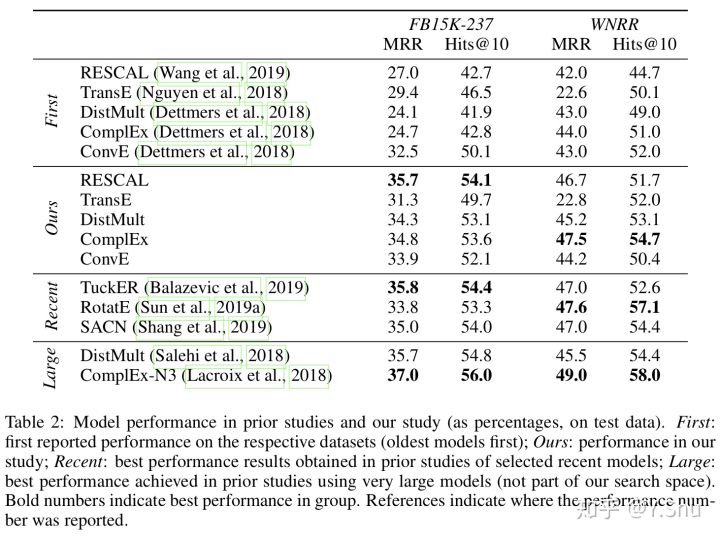 FB15K-237 WNRR
MRR Hits@10 MRR Hits@10
First
RESCAL (Wang et al., 2019) 27.0 42.7 42.0 44.7
TransE (Nguyen et al., 2018) 29.4 46.5 22.6 50.1
DistMult (Dettmers et al., 2018) 24.1 41.9 43.0 49.0
ComplEx (Dettmers et al., 2018) 24.7 42.8 44.0 51.0
ConvE (Dettmers et al., 2018) 32.5 50.1 43.0 52.0
Ours
RESCAL 35.7 54.1 46.7 51.7
TransE 31.3 49.7 22.8 52.0
DistMult 34.3 53.1 45.2 53.1
ComplEx 34.8 53.6 47.5 54.7
ConvE 33.9 52.1 44.2 50.4
Recent
TuckER (Balazevic et al., 2019) 35.8 54.4 47.0 52.6
RotatE (Sun et al., 2019a) 33.8 53.3 47.6 57.1
SACN (Shang et al., 2019) 35.0 54.0 47.0 54.4
Large
DistMult (Salehi et al., 2018) 35.7 54.8 45.5 54.4
ComplEx-N3 (Lacroix et al., 2018) 37.0 56.0 49.0 58.0
Table 2: Model performance in prior studies and our study (as percentages, on test data). First:
first reported performance on the respective datasets (oldest models first); Ours: performance in our
study; Recent: best performance results obtained in prior studies of selected recent models; Large:
best performance achieved in prior studies using very large models (not part of our search space).
Bold numbers indicate best performance in group. References indicate where the performance num-
ber was reported.
知乎 @Y.Shu